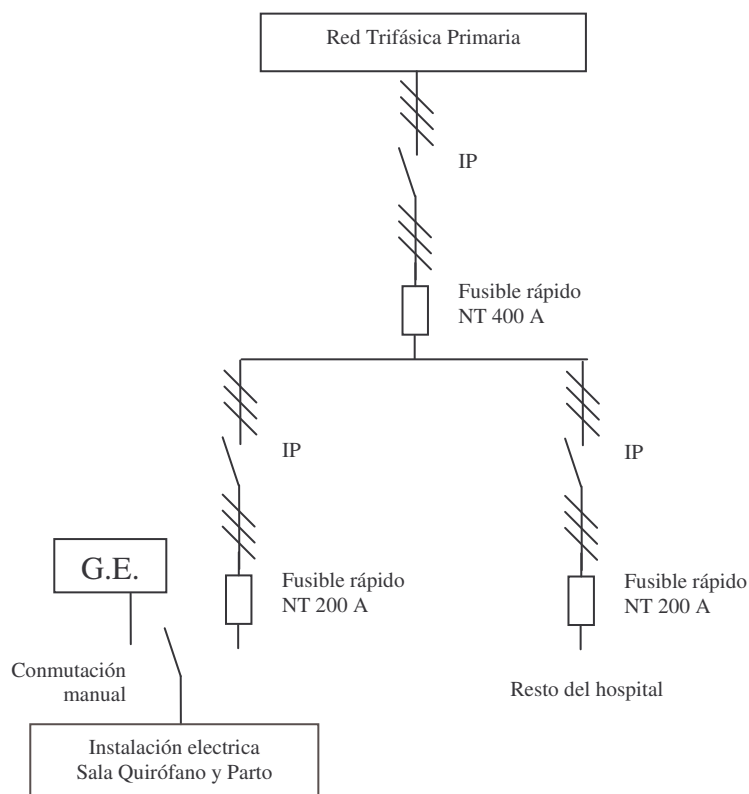 Red Trifásica Primaria
IP
Fusible rápido
NT 400 A
IP
IP
G.E.
Fusible rápido
NT 200 A
Fusible rápido
NT 200 A
Conmutación
manual
Resto del hospital
Instalación electrica
Sala Quirófano y Parto